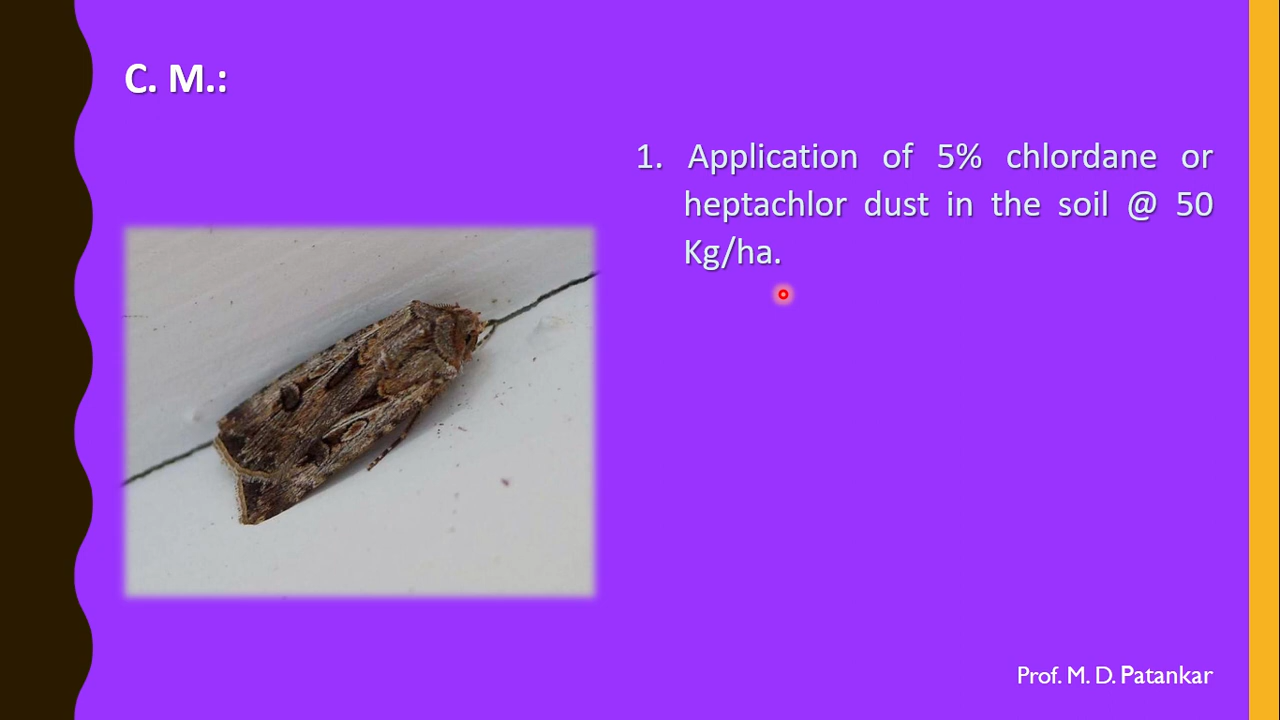 C. M.:
1. Application of 5% chlordane or
heptachlor dust in the soil @ 50
Kg/ha.
Prof. M. D. Patankar